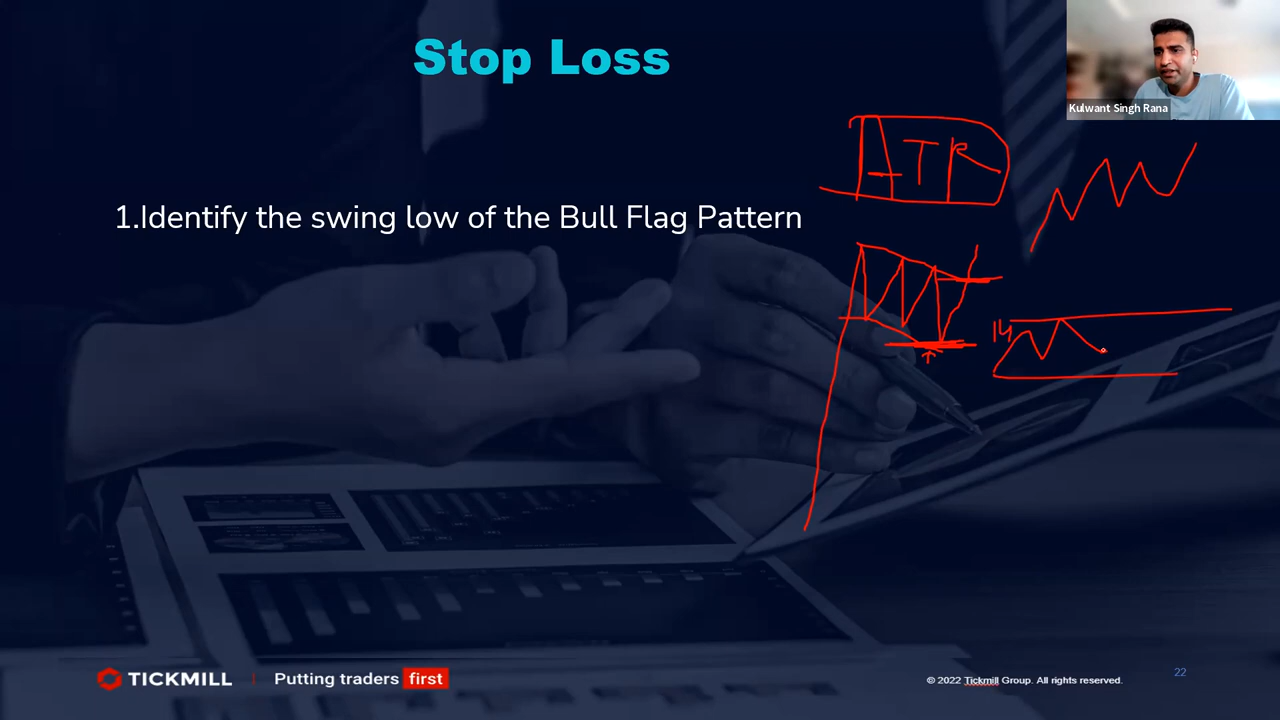 Stop Loss
Kulwant Singh Rana
ATR
1.Identify the swing low of the Bull Flag Pattern
14
TICKMILL | Putting traders first
© 2022 Tickmill Group. All rights reserved.
22